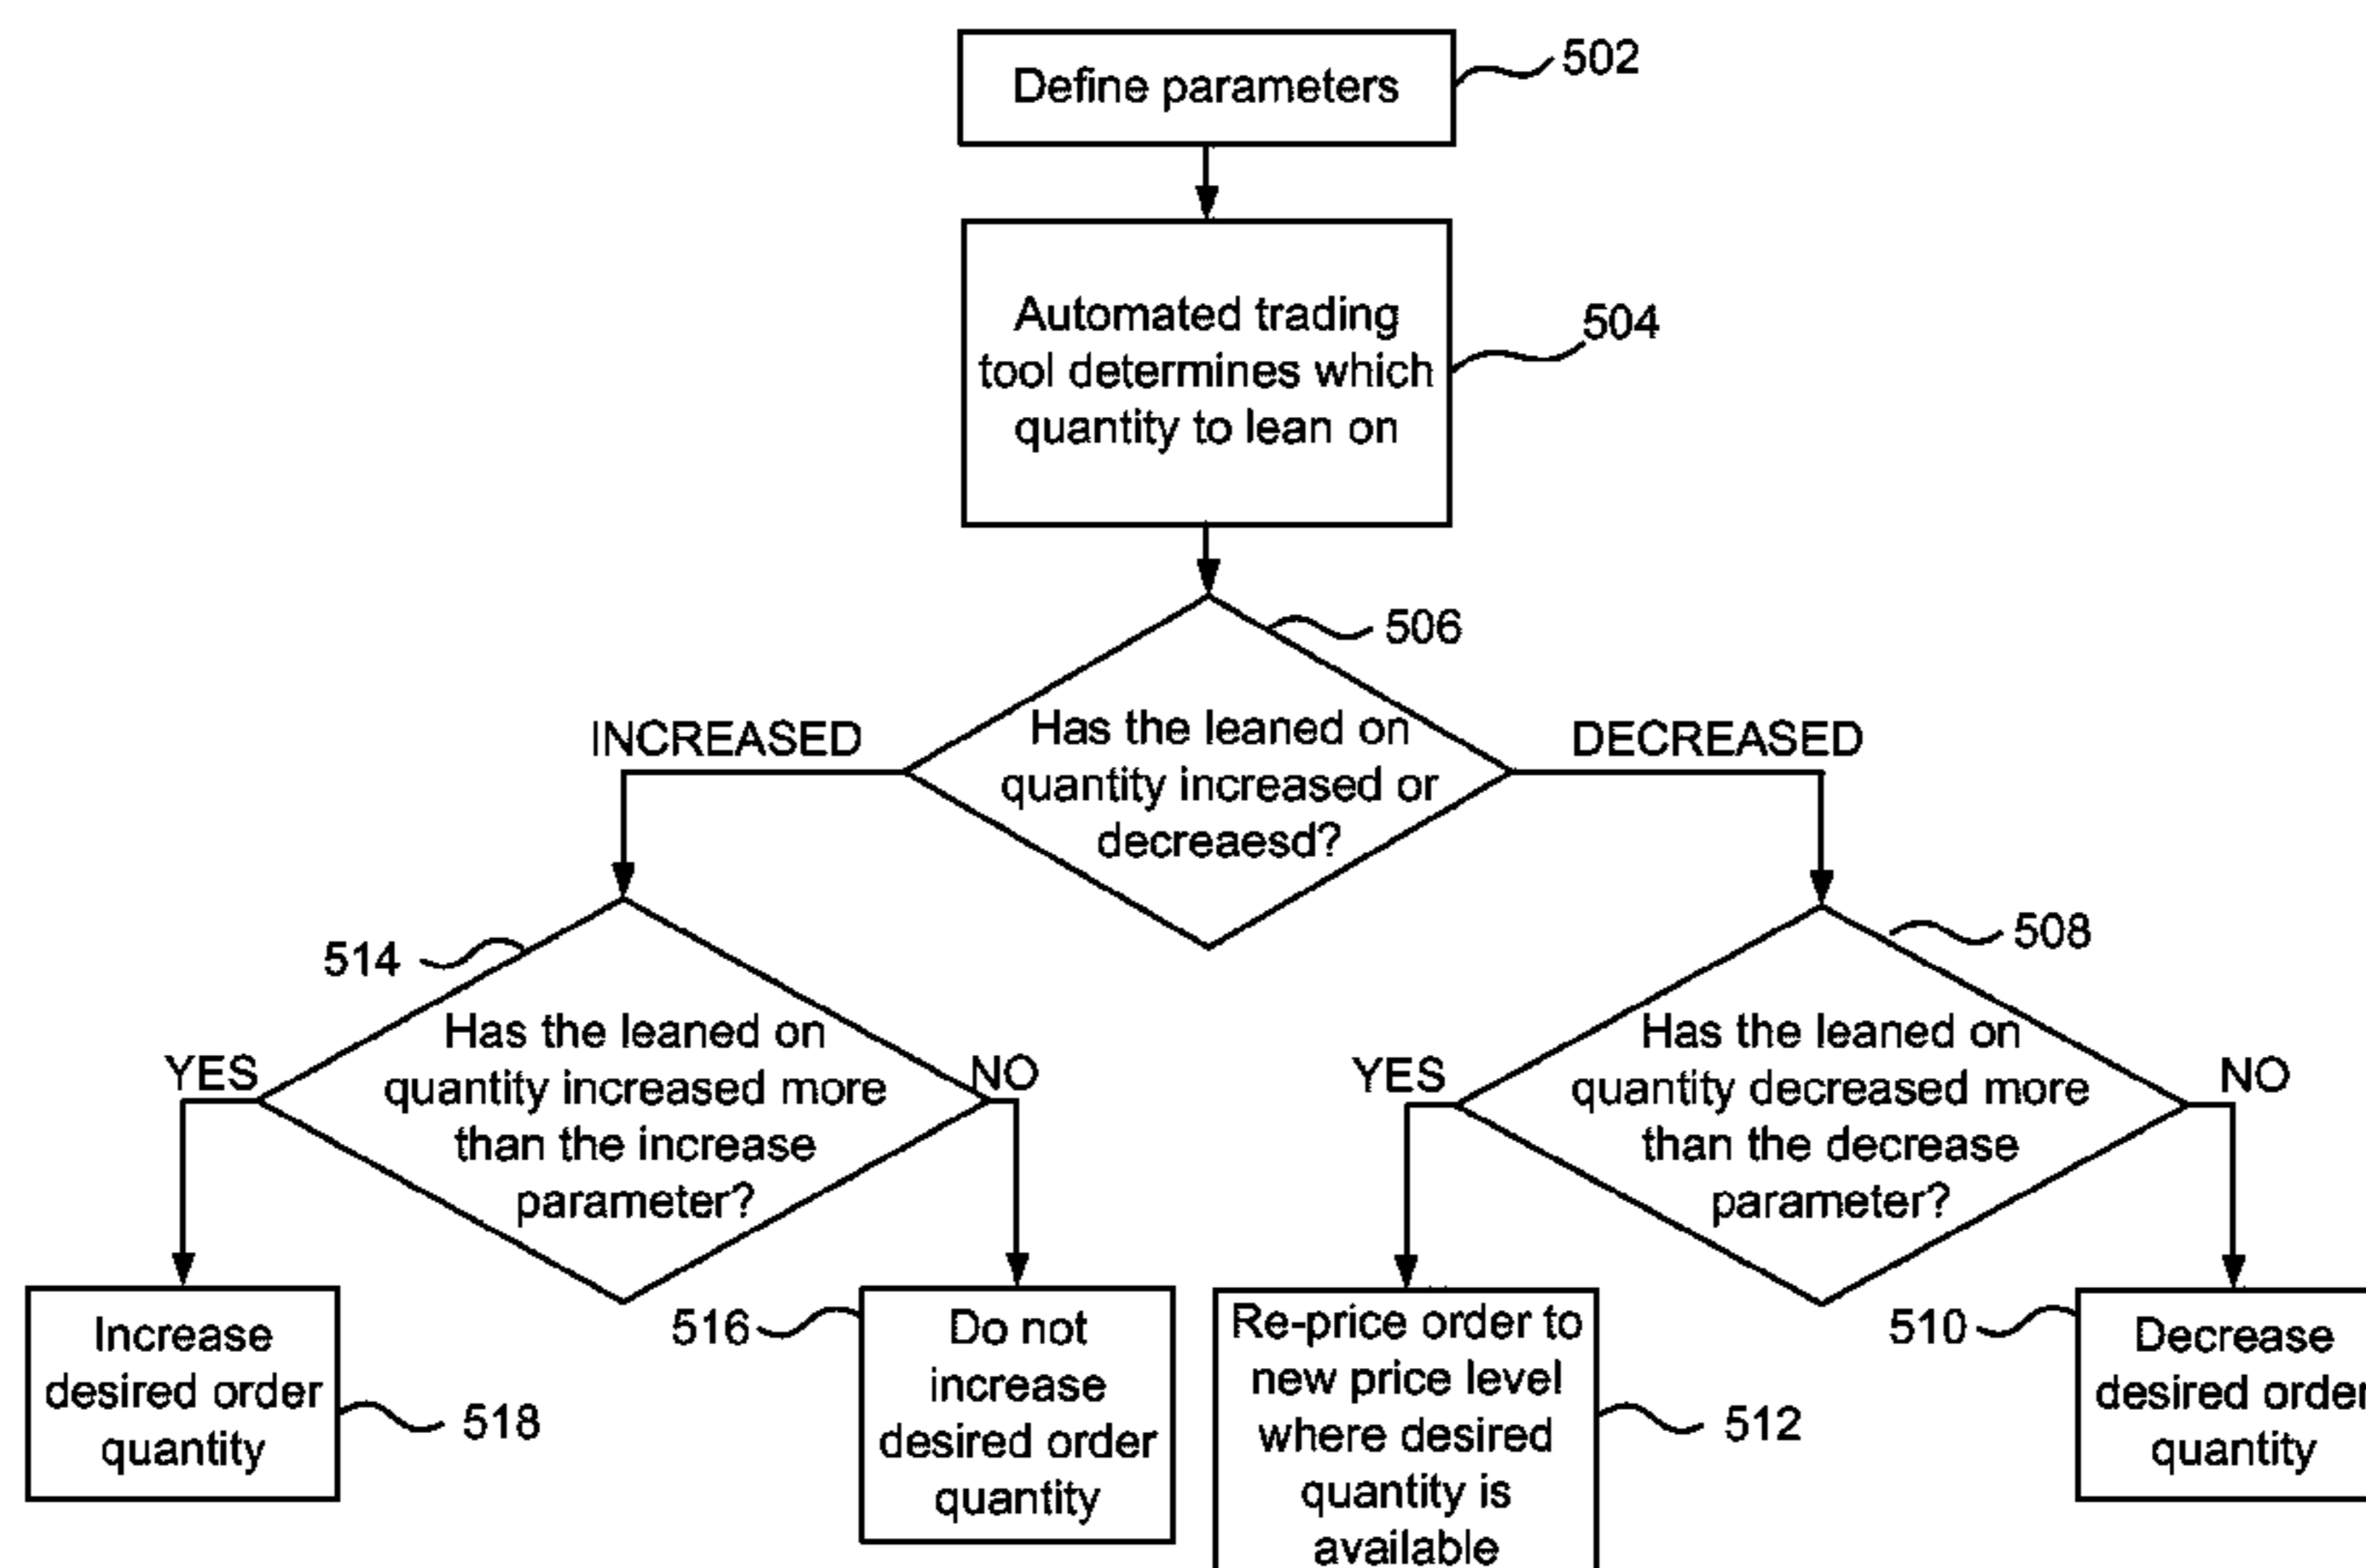 Define parameters
502
Automated trading
tool determines which
quantity to lean on
504
506
Has the leaned on
quantity increased or
decreaesd?
INCREASED
DECREASED
514
Has the leaned on
quantity increased more
than the increase
parameter?
YES
NO
508
Has the leaned on
quantity decreased more
than the decrease
parameter?
YES
NO
Increase
desired order
quantity
518
516
Do not
increase
desired order
quantity
Re-price order to
new price level
where desired
quantity is
available
512
510
Decrease
desired order
quantity